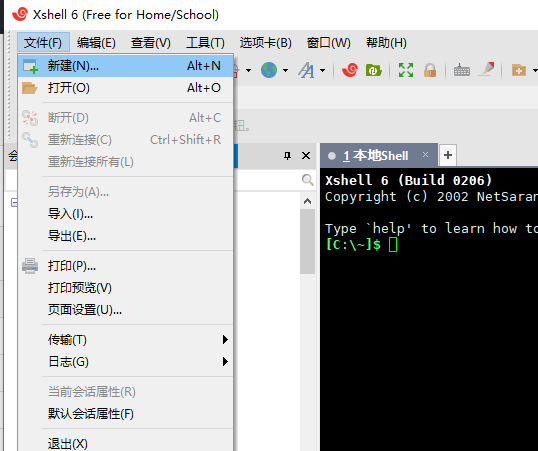 Xshell 6 (Free for Home/School)
文件(F) 编辑(E) 查看(V) 工具(T) 选项卡(B) 窗口(W) 帮助(H)
新建(N)... Alt+N
打开(O) Alt+O
断开(D) Alt+C
钮。
重新连接(C) Ctrl+Shift+R
重新连接所有(L)
会
1 本地Shell × +
另存为(A)...
导入(I)...
导出(E)...
打印(P)...
打印预览(V)
页面设置(U)...
传输(T)
日志(G)
当前会话属性(R)
默认会话属性(F)
退出(X)
Xshell 6 (Build 0206)
Copyright (c) 2002 NetSaran
Type `help' to learn how to
[C:\~]$